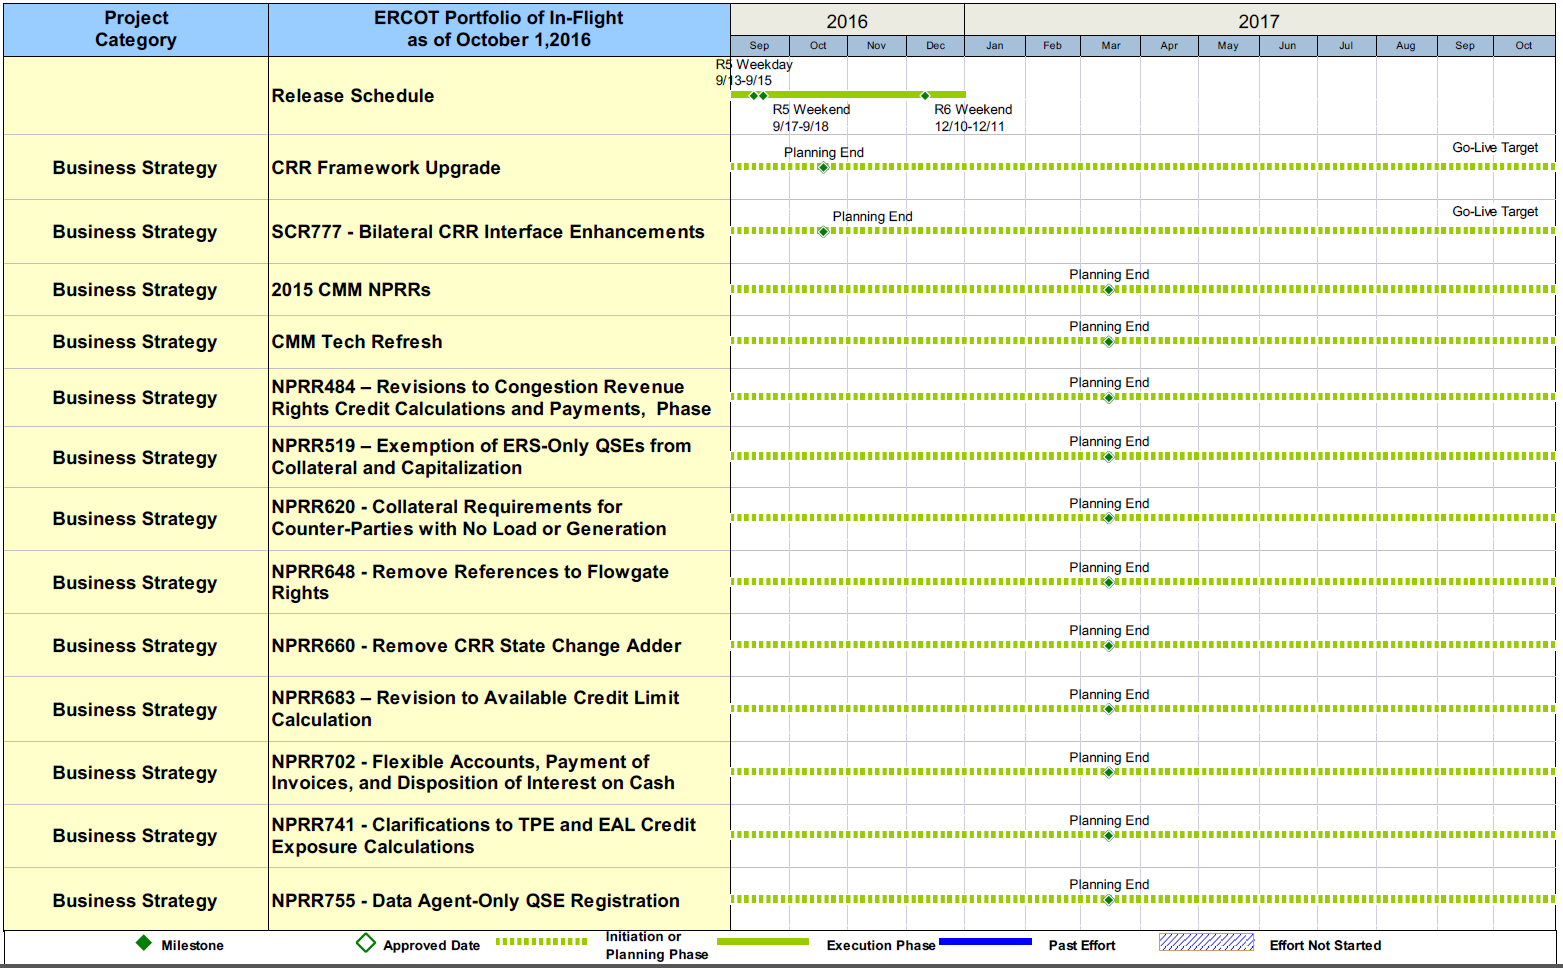 Project
Category
ERCOT Portfolio of In-Flight
as of October 1,2016
2016
2017
Sep
Oct
Nov
Dec
Jan
Feb
Mar
Apr
May
Jun
Jul
Aug
Sep
Oct
R5 Weekday
9/13-9/15
Release Schedule
R5 Weekend
9/17-9/18
R6 Weekend
12/10-12/11
Business Strategy
CRR Framework Upgrade
Planning End
Go-Live Target
Business Strategy
SCR777 - Bilateral CRR Interface Enhancements
Planning End
Go-Live Target
Business Strategy
2015 CMM NPRRs
Planning End
Business Strategy
CMM Tech Refresh
Planning End
Business Strategy
NPRR484 – Revisions to Congestion Revenue
Rights Credit Calculations and Payments, Phase
Planning End
Business Strategy
NPRR519 – Exemption of ERS-Only QSEs from
Collateral and Capitalization
Planning End
Business Strategy
NPRR620 - Collateral Requirements for
Counter-Parties with No Load or Generation
Planning End
Business Strategy
NPRR648 - Remove References to Flowgate
Rights
Planning End
Business Strategy
NPRR660 - Remove CRR State Change Adder
Planning End
Business Strategy
NPRR683 – Revision to Available Credit Limit
Calculation
Planning End
Business Strategy
NPRR702 - Flexible Accounts, Payment of
Invoices, and Disposition of Interest on Cash
Planning End
Business Strategy
NPRR741 - Clarifications to TPE and EAL Credit
Exposure Calculations
Planning End
Business Strategy
NPRR755 - Data Agent-Only QSE Registration
Planning End
Milestone
Approved Date
Initiation or
Planning Phase
Execution Phase
Past Effort
Effort Not Started